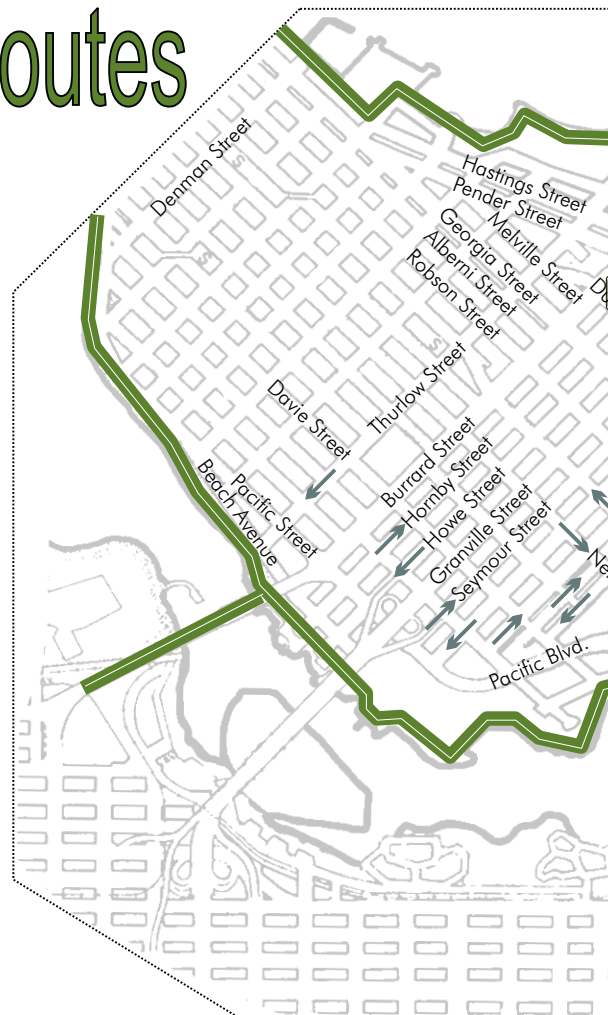 outes
Denman Street
Hastings Street
Pender Street
Melville Street
Georgia Street
Alberni Street
Robson Street
Thurlow Street
Davie Street
Burrard Street
Hornby Street
Howe Street
Granville Street
Seymour Street
Pacific Street
Beach Avenue
Ne
Pacific Blvd.